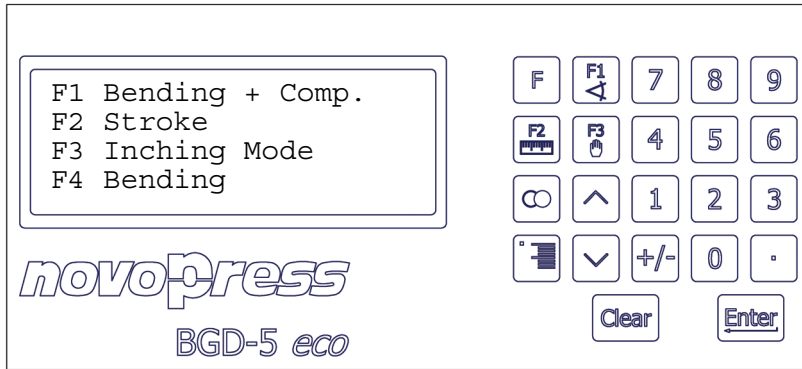 F1 Bending + Comp.
F2 Stroke
F3 Inching Mode
F4 Bending
novopress
BGD-5 eco
F F1 7 8 9
F2 F3 4 5 6
1 2 3
+/- 0 .
Clear Enter